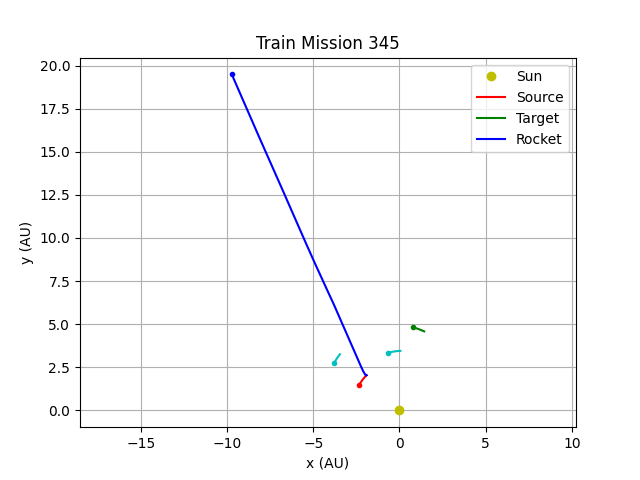 Train Mission 345
20.0
17.5
15.0
12.5
10.0
7.5
5.0
2.5
0.0
y (AU)
Sun
Source
Target
Rocket
−15 −10 −5 0 5 10
x (AU)